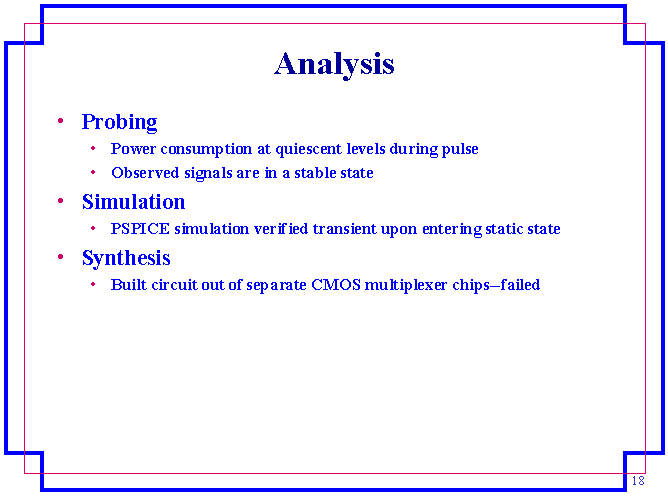 Analysis
• Probing
• Power consumption at quiescent levels during pulse
• Observed signals are in a stable state
• Simulation
• PSPICE simulation verified transient upon entering static state
• Synthesis
• Built circuit out of separate CMOS multiplexer chips--failed
18